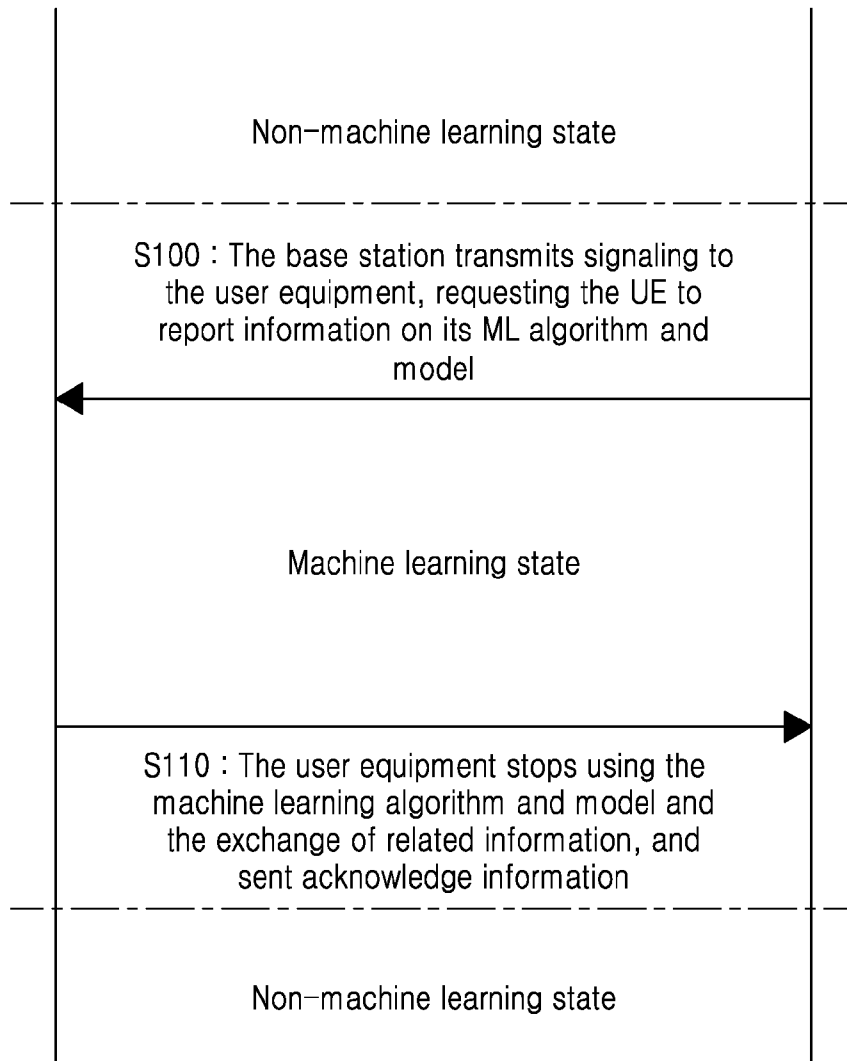 Non-machine learning state
S100 : The base station transmits signaling to
the user equipment, requesting the UE to
report information on its ML algorithm and
model
Machine learning state
S110 : The user equipment stops using the
machine learning algorithm and model and
the exchange of related information, and
sent acknowledge information
Non-machine learning state